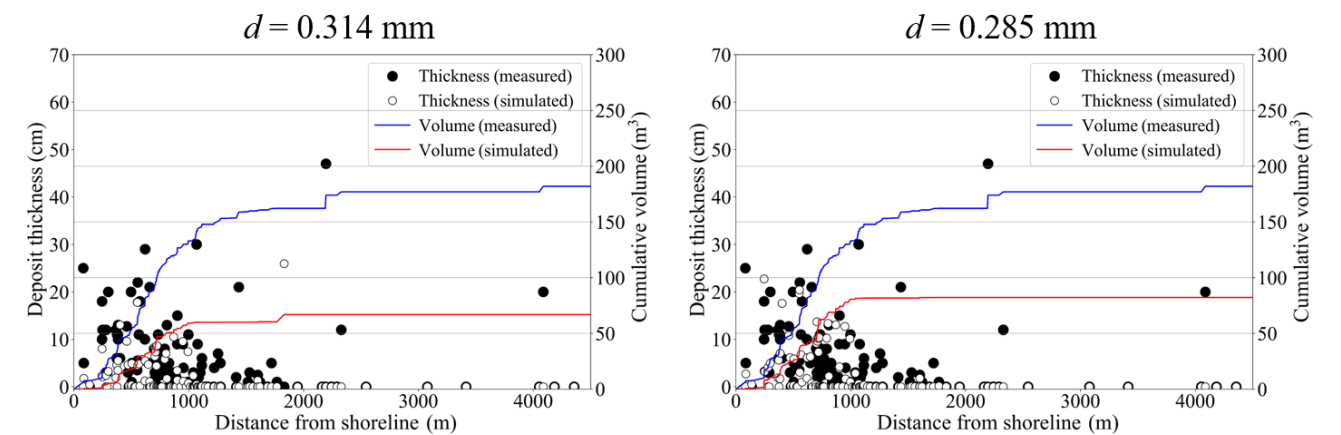 d = 0.314 mm
70
60
50
40
30
20
10
0
Deposit thickness (cm)
300
250
200
150
100
50
0
Cumulative volume (m³)
Thickness (measured)
Thickness (simulated)
Volume (measured)
Volume (simulated)
0 1000 2000 3000 4000
Distance from shoreline (m)
d = 0.285 mm
70
60
50
40
30
20
10
0
Deposit thickness (cm)
300
250
200
150
100
50
0
Cumulative volume (m³)
Thickness (measured)
Thickness (simulated)
Volume (measured)
Volume (simulated)
0 1000 2000 3000 4000
Distance from shoreline (m)